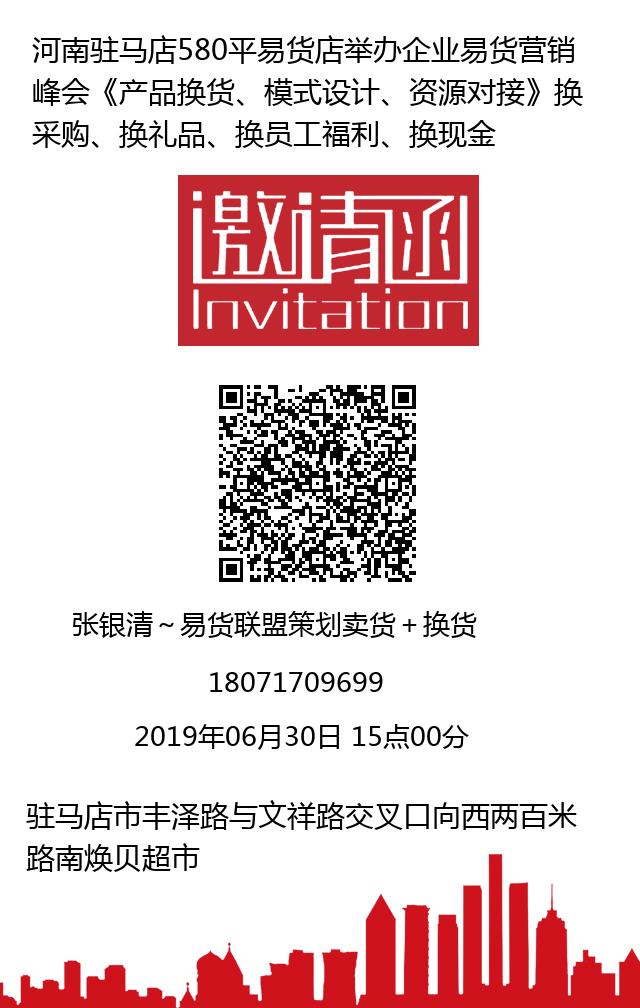 河南驻马店580平易货店举办企业易货营销
峰会《产品换货、模式设计、资源对接》换
采购、换礼品、换员工福利、换现金
邀请函
Invitation
张银清～易货联盟策划卖货＋换货
18071709699
2019年06月30日 15点00分
驻马店市丰泽路与文祥路交叉口向西两百米
路南焕贝超市